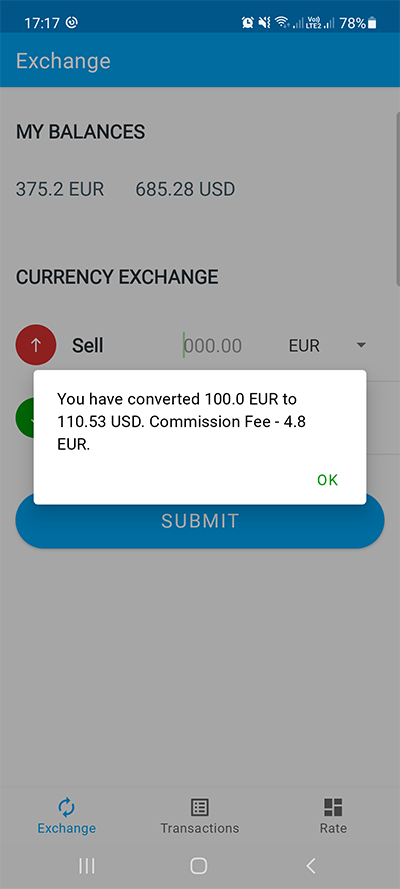 17:17 Vo)) LTE2 78%
Exchange
MY BALANCES
375.2 EUR 685.28 USD
CURRENCY EXCHANGE
Sell 000.00 EUR
You have converted 100.0 EUR to
110.53 USD. Commission Fee - 4.8
EUR.
OK
SUBMIT
Exchange Transactions Rate